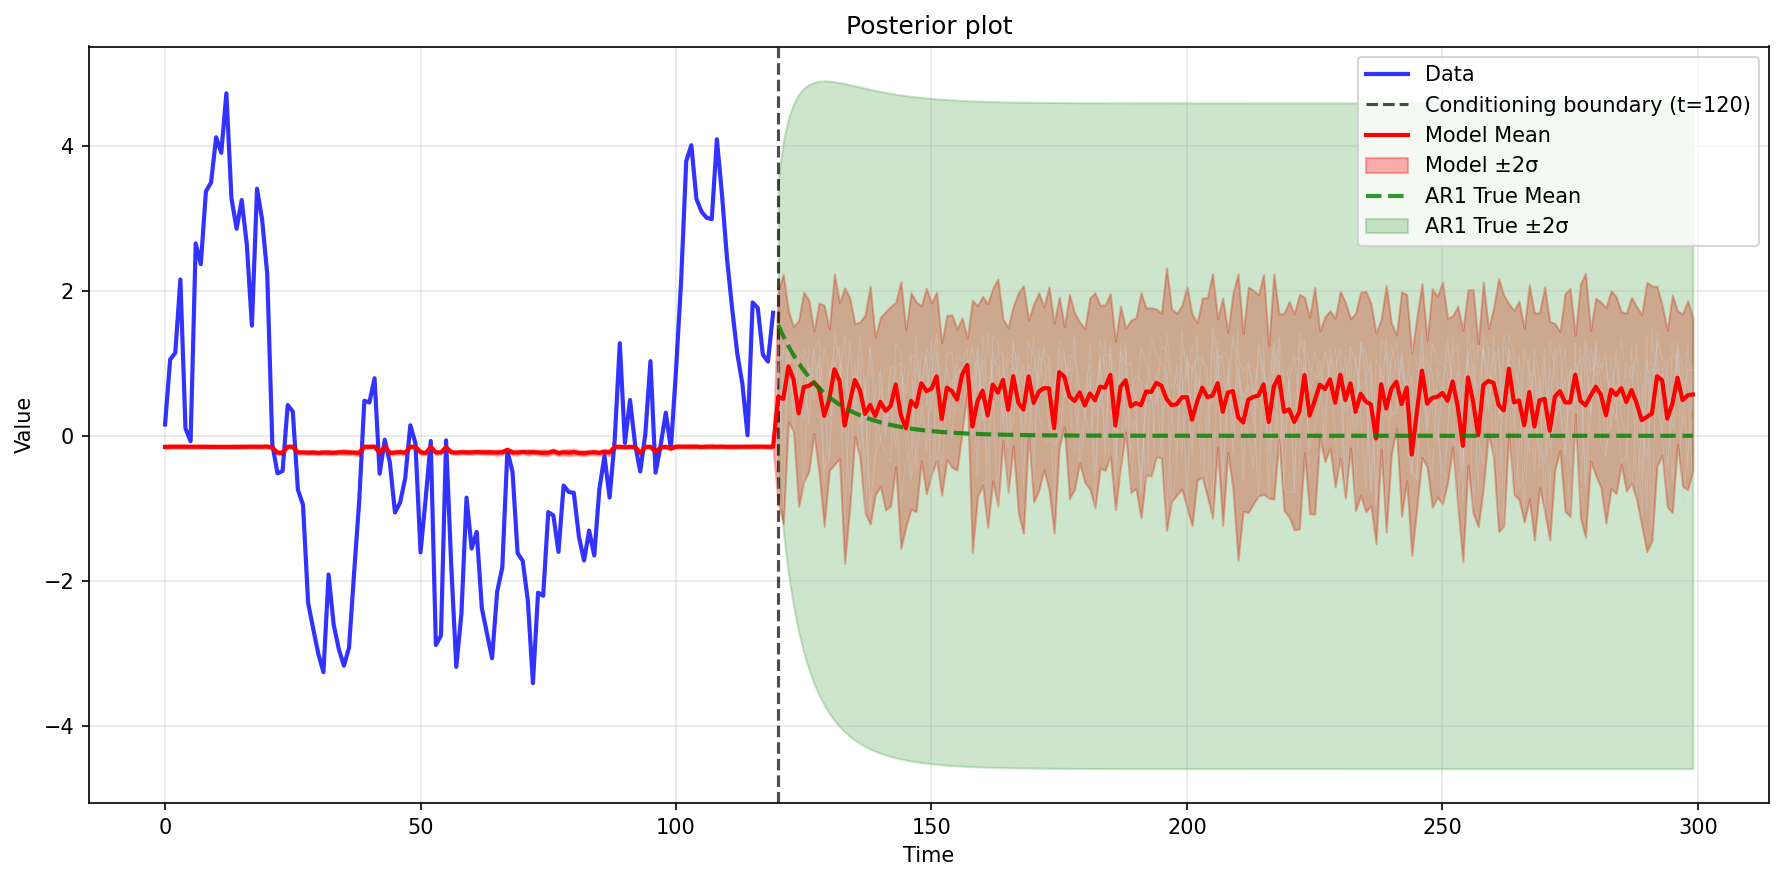 Posterior plot
Data
Conditioning boundary (t=120)
Model Mean
Model ±2σ
AR1 True Mean
AR1 True ±2σ
Value
4
2
0
−2
−4
0
50
100
150
200
250
300
Time